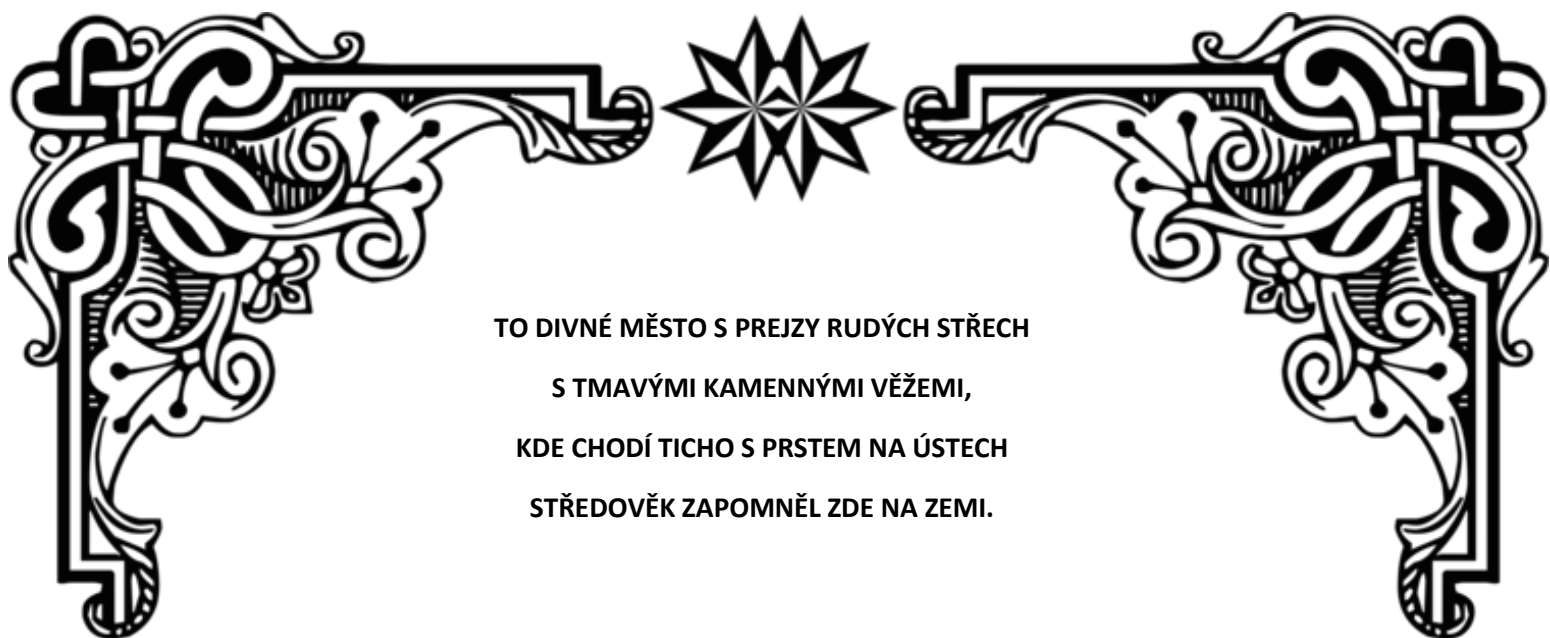 TO DIVNÉ MĚSTO S PREJZY RUDÝCH STŘECH
S TMAVÝMI KAMENNÝMI VĚŽEMI,
KDE CHODÍ TICHO S PRSTEM NA ÚSTECH
STŘEDOVĚK ZAPOMNĚL ZDE NA ZEMI.